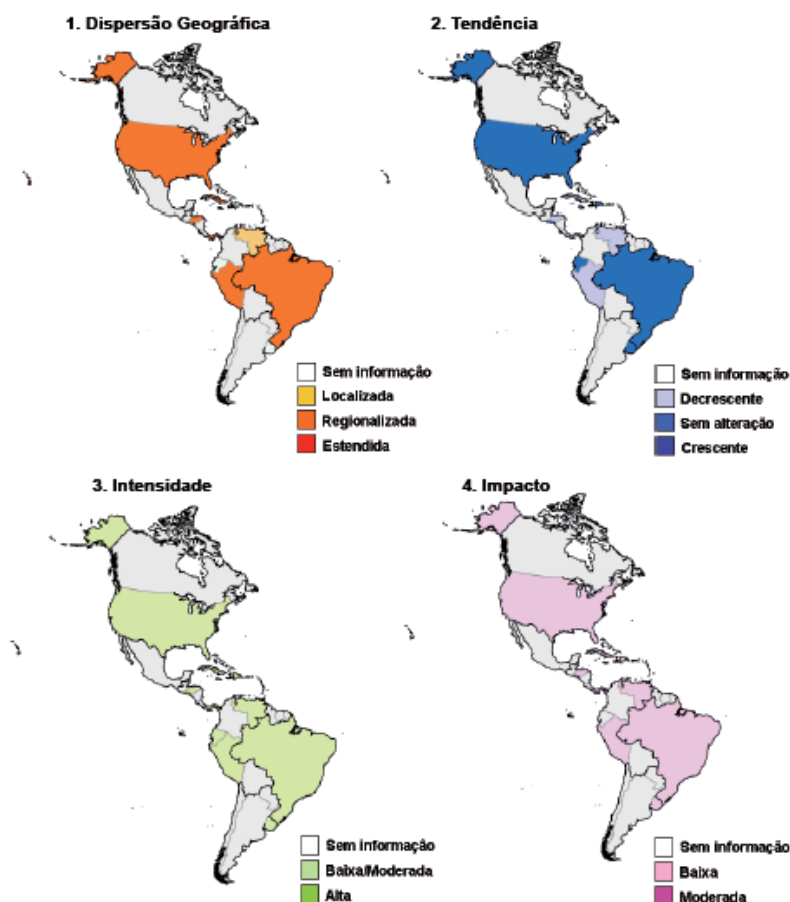 1. Dispersão Geográfica
2. Tendência
Sem informação
Localizada
Regionalizada
Estendida
Sem informação
Decrescente
Sem alteração
Crescente
3. Intensidade
4. Impacto
Sem informação
Baixa/Moderada
Alta
Sem informação
Baixa
Moderada